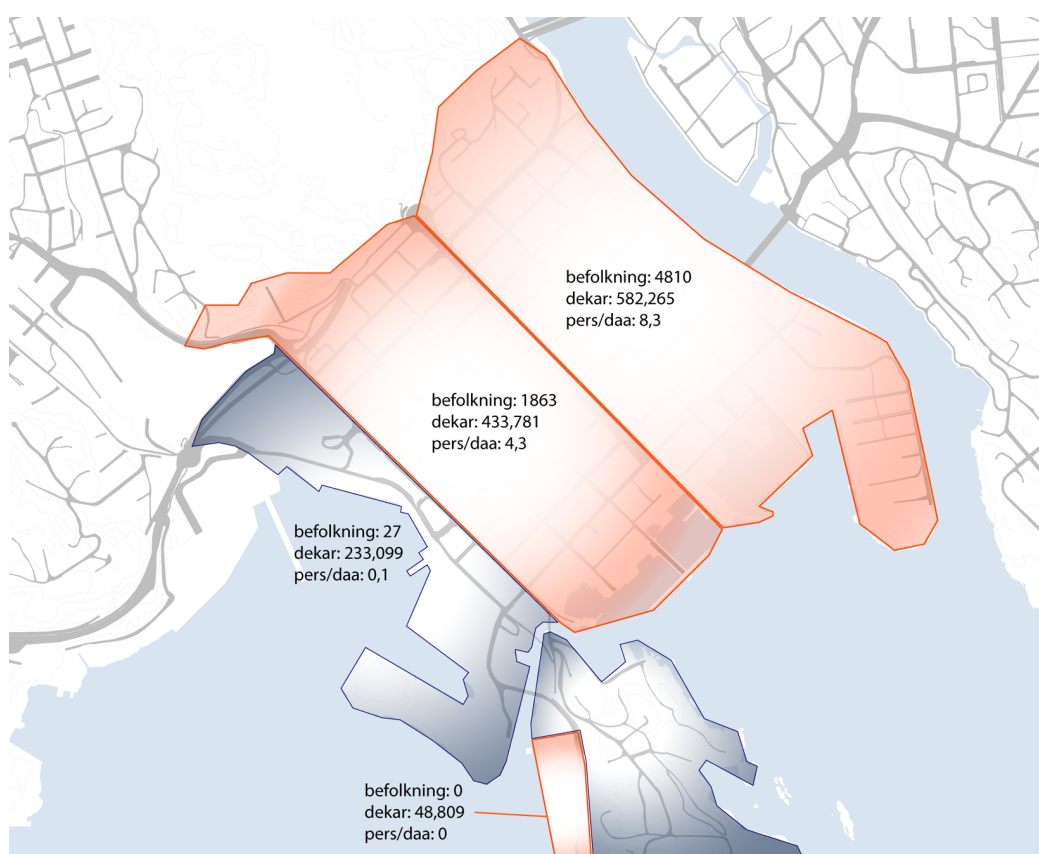 befolkning: 4810
dekar: 582,265
pers/daa: 8,3
befolkning: 1863
dekar: 433,781
pers/daa: 4,3
befolkning: 27
dekar: 233,099
pers/daa: 0,1
befolkning: 0
dekar: 48,809
pers/daa: 0